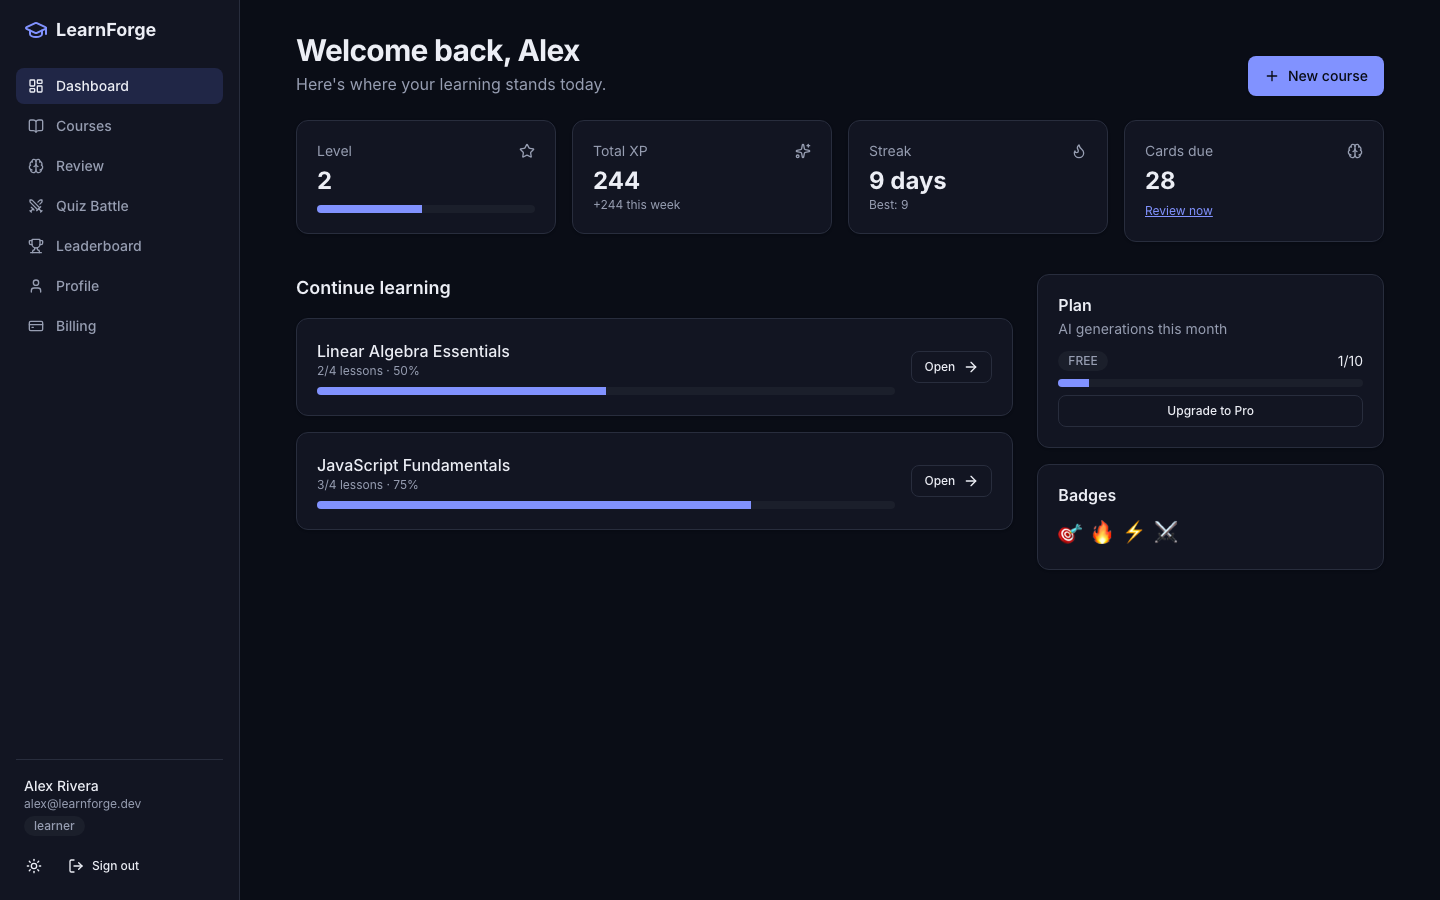 LearnForge
Dashboard
Courses
Review
Quiz Battle
Leaderboard
Profile
Billing
Alex Rivera
alex@learnforge.dev
learner
Sign out
Welcome back, Alex
Here's where your learning stands today.
New course
Level
2
Total XP
244
+244 this week
Streak
9 days
Best: 9
Cards due
28
Review now
Continue learning
Linear Algebra Essentials
2/4 lessons · 50%
Open
JavaScript Fundamentals
3/4 lessons · 75%
Open
Plan
AI generations this month
FREE
1/10
Upgrade to Pro
Badges